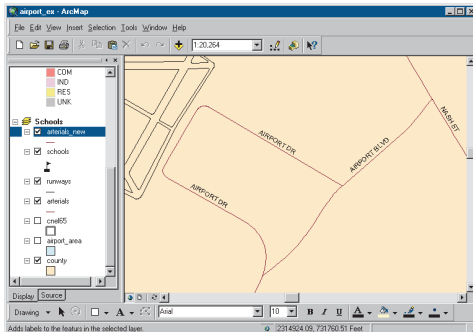 airport_ex - ArcMap
File Edit View Insert Selection Tools Window Help
1:20,264
COM
IND
RES
UNK
Schools
arterials_new
schools
runways
arterials
cnel65
airport_area
county
Display Source
AIRPORT DR
AIRPORT DR
AIRPORT BLVD
NASH ST
Drawing A Arial 10 B I U A
Adds labels to the featurs in the selected layer. 2314924.09, 731760.51 Feet